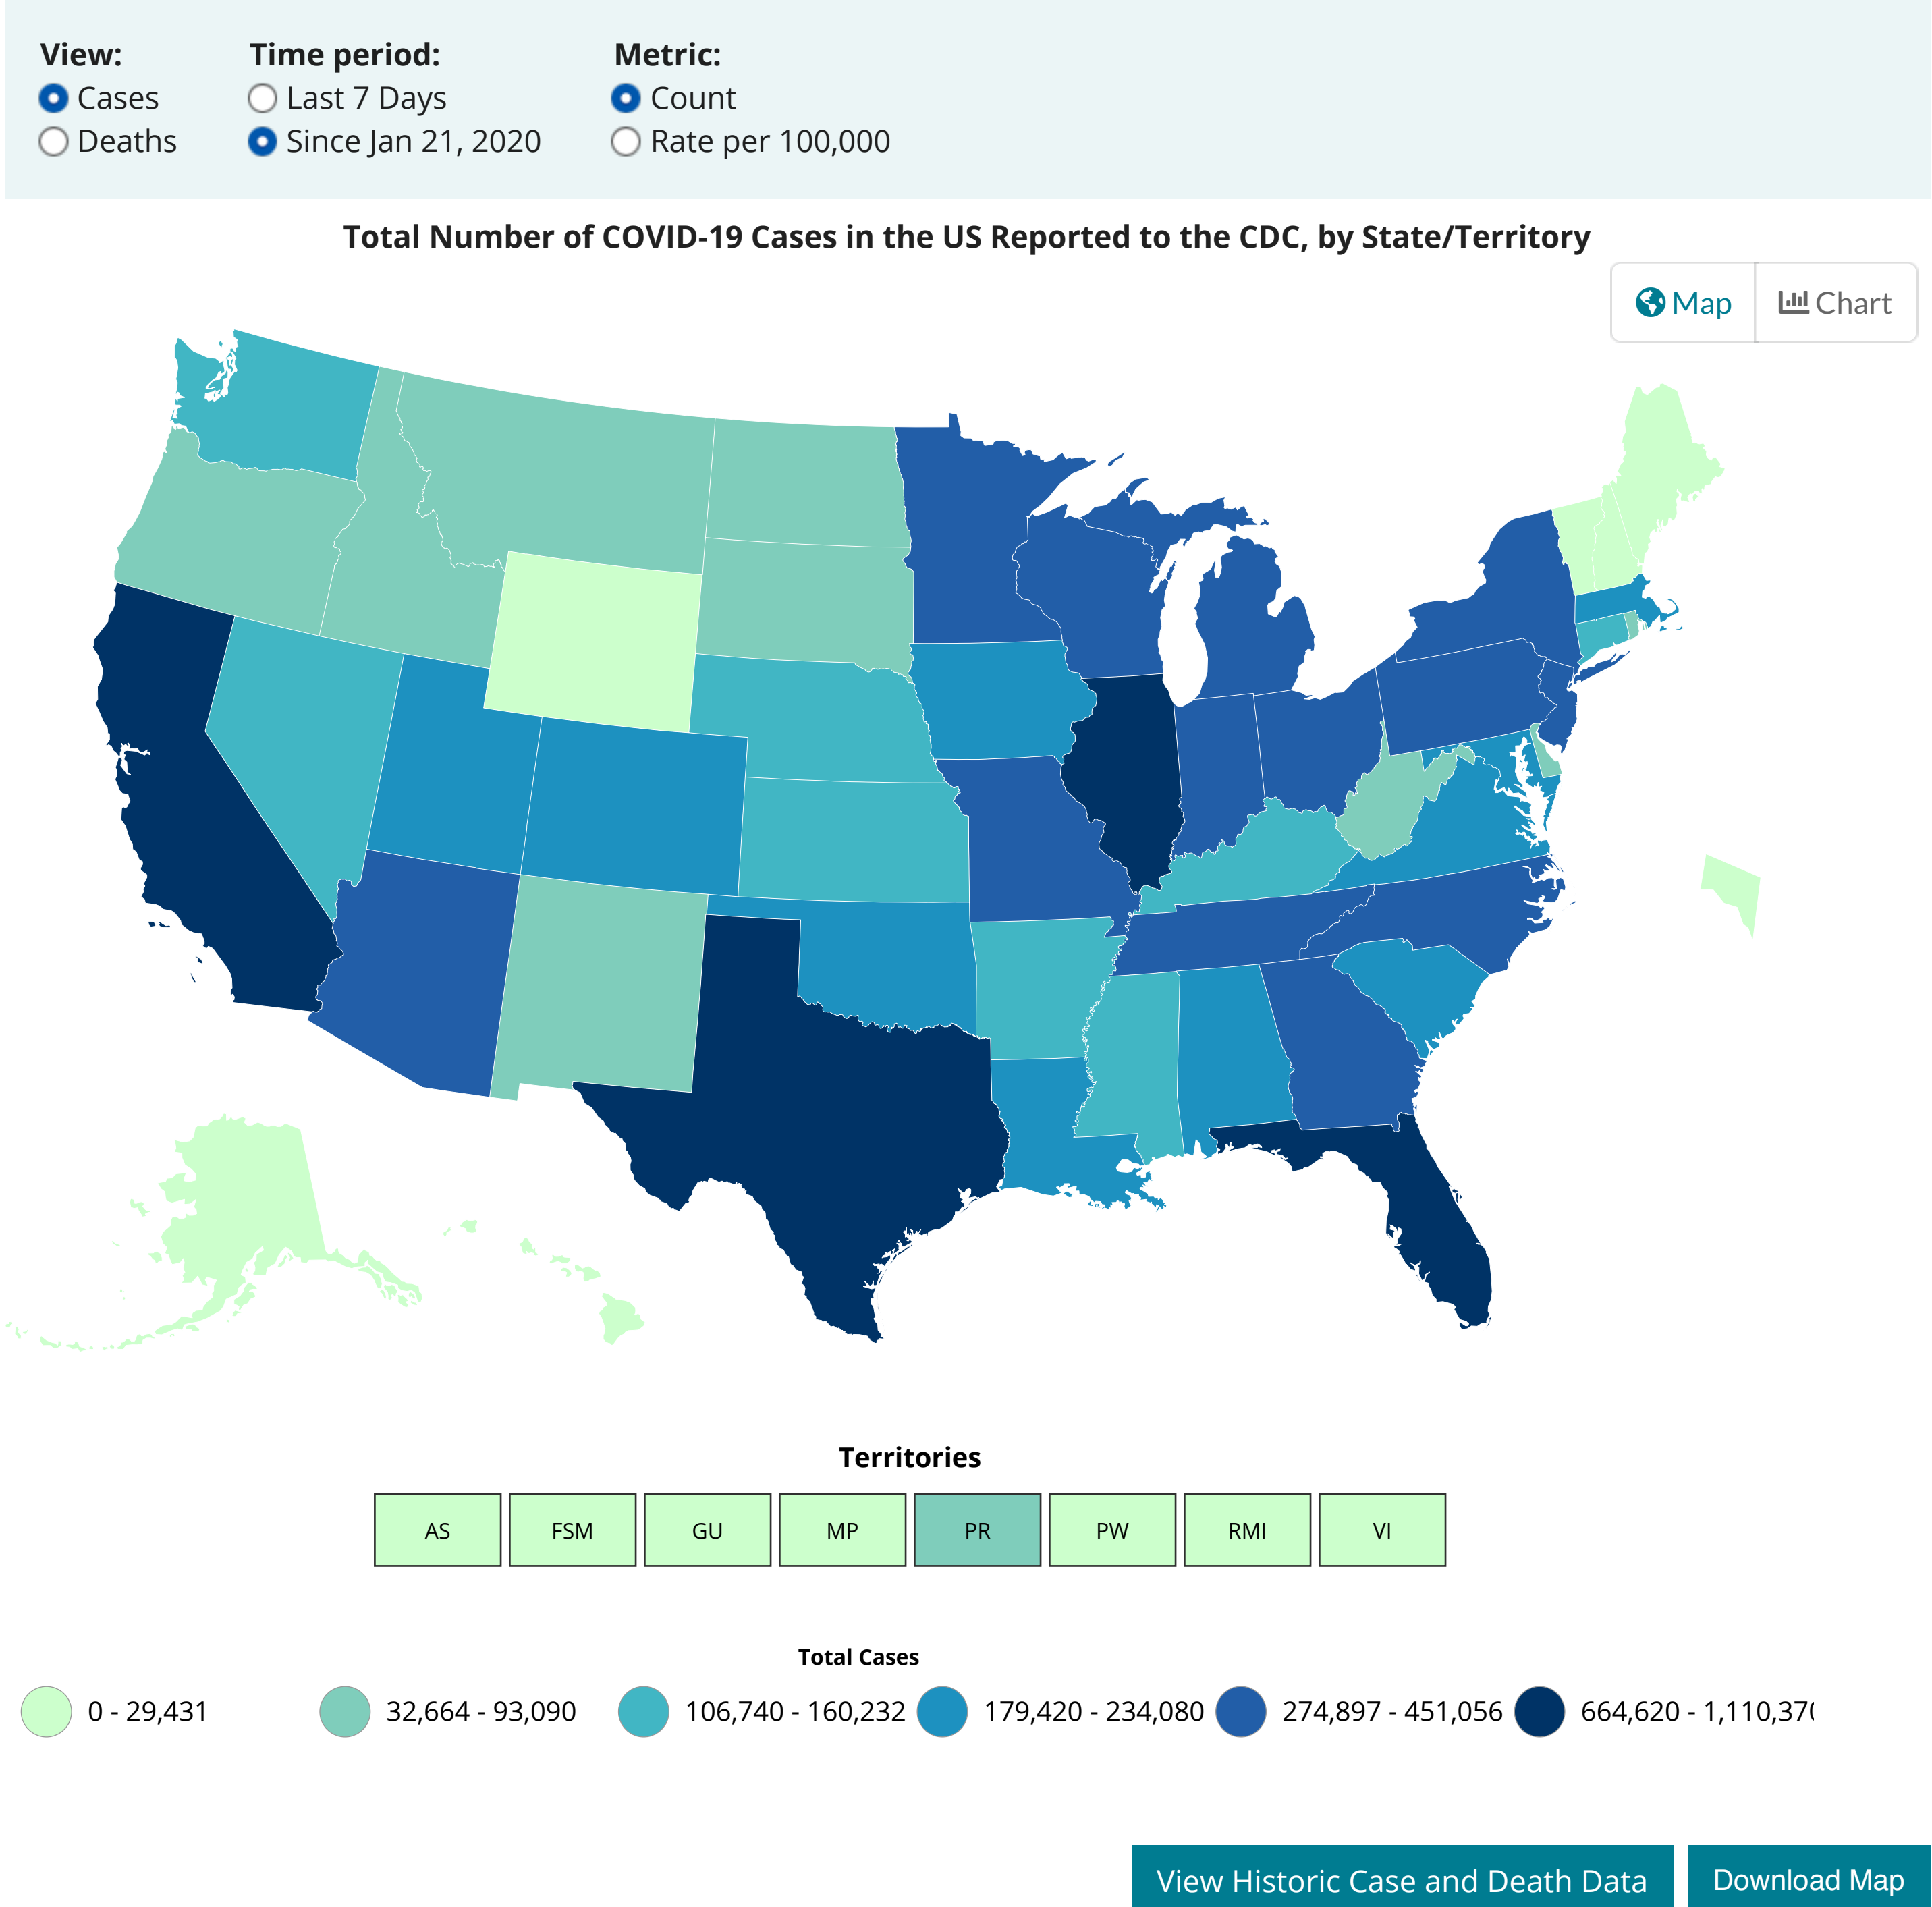 View: Time period: Metric:
Cases Last 7 Days Count
Deaths Since Jan 21, 2020 Rate per 100,000
Total Number of COVID-19 Cases in the US Reported to the CDC, by State/Territory
Map Chart
Territories
AS FSM GU MP PR PW RMI VI
Total Cases
0 - 29,431 32,664 - 93,090 106,740 - 160,232 179,420 - 234,080 274,897 - 451,056 664,620 - 1,110,370
View Historic Case and Death Data Download Map